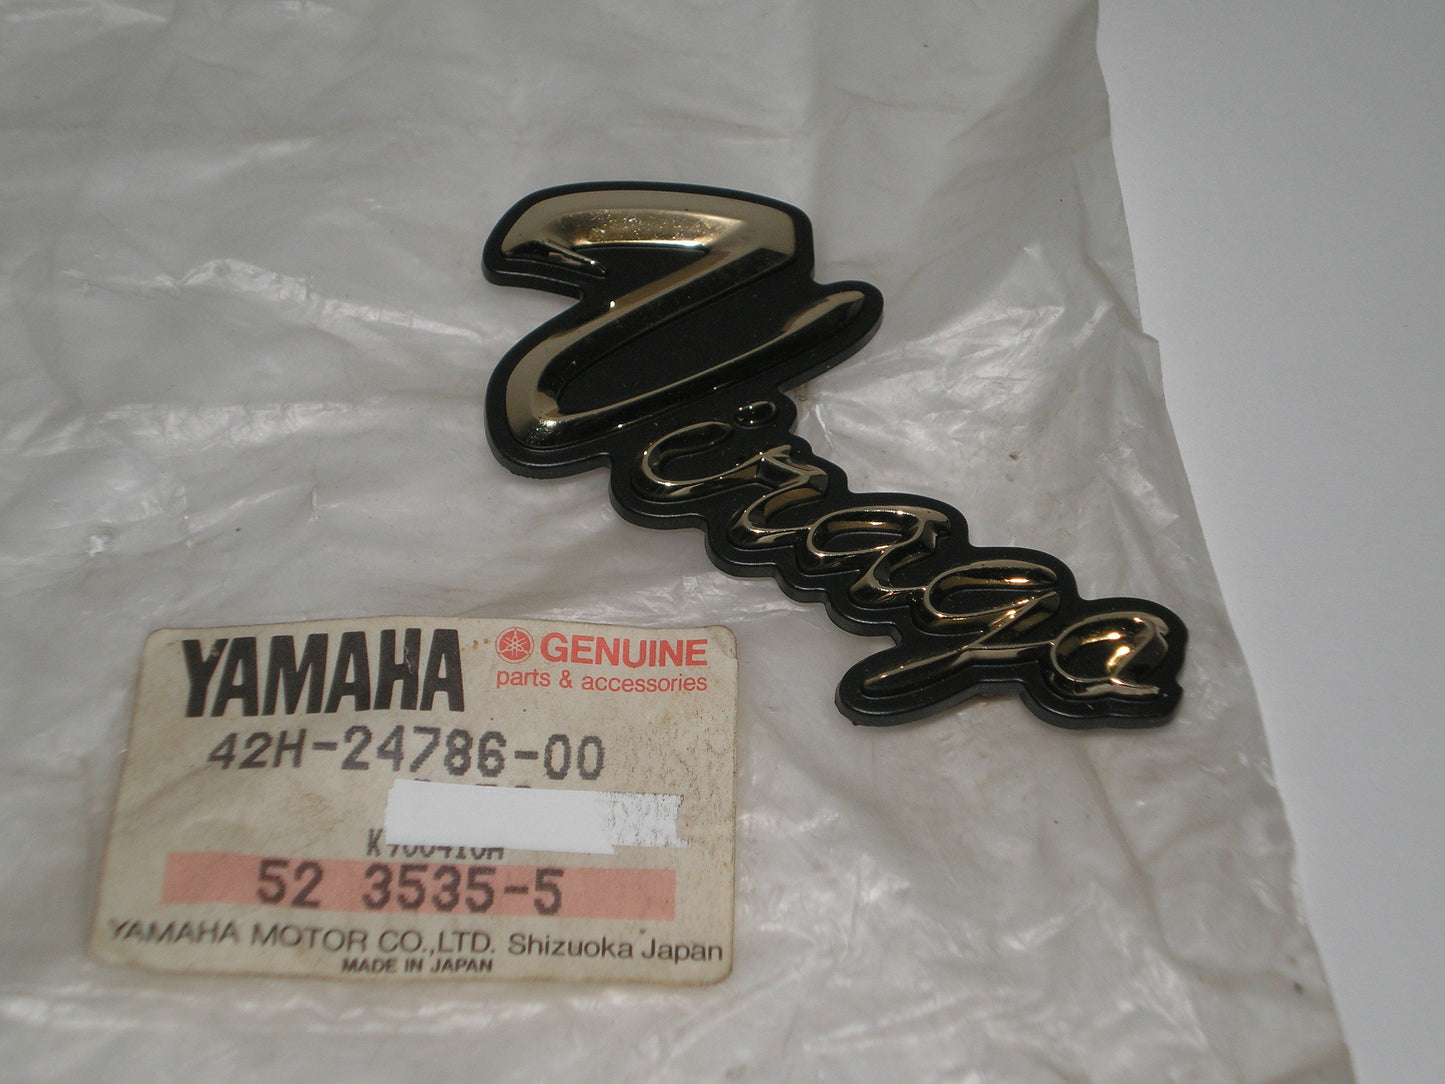 Virago
YAMAHA GENUINE
parts & accessories
42H-24786-00
52 3535-5
YAMAHA MOTOR CO.,LTD. Shizuoka Japan
MADE IN JAPAN